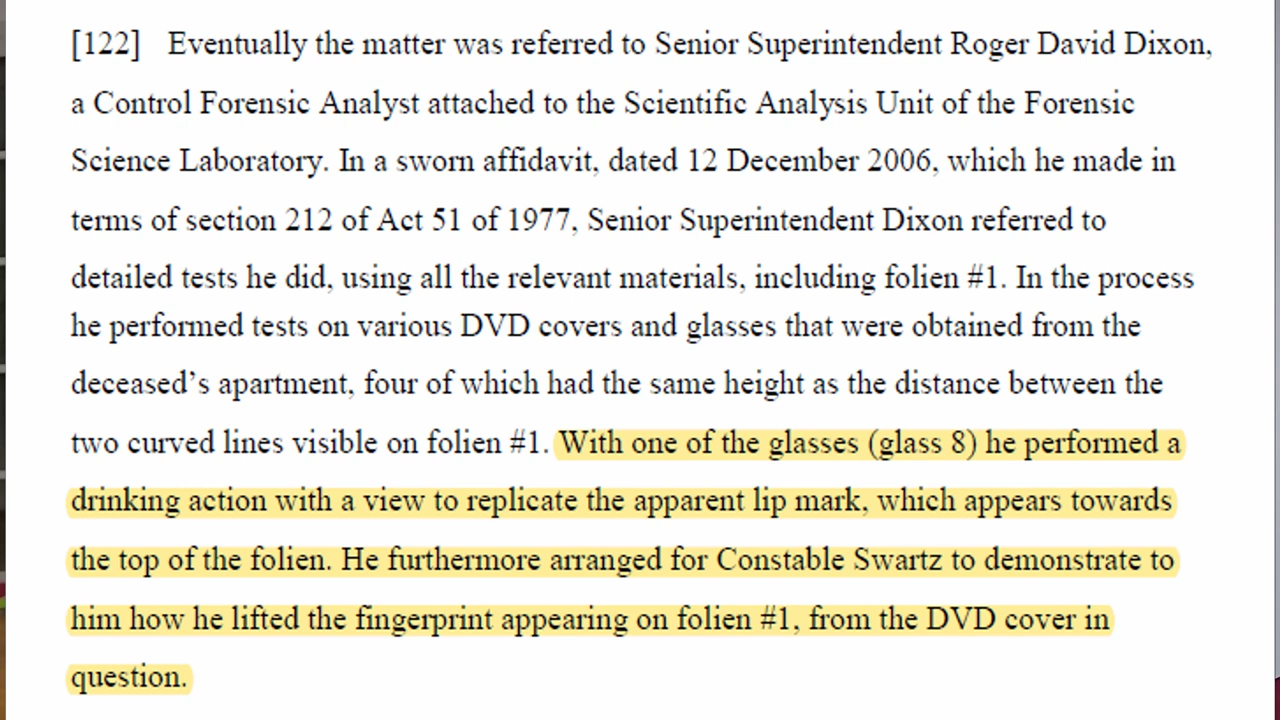 [122] Eventually the matter was referred to Senior Superintendent Roger David Dixon,
a Control Forensic Analyst attached to the Scientific Analysis Unit of the Forensic
Science Laboratory. In a sworn affidavit, dated 12 December 2006, which he made in
terms of section 212 of Act 51 of 1977, Senior Superintendent Dixon referred to
detailed tests he did, using all the relevant materials, including folien #1. In the process
he performed tests on various DVD covers and glasses that were obtained from the
deceased’s apartment, four of which had the same height as the distance between the
two curved lines visible on folien #1. With one of the glasses (glass 8) he performed a
drinking action with a view to replicate the apparent lip mark, which appears towards
the top of the folien. He furthermore arranged for Constable Swartz to demonstrate to
him how he lifted the fingerprint appearing on folien #1, from the DVD cover in
question.